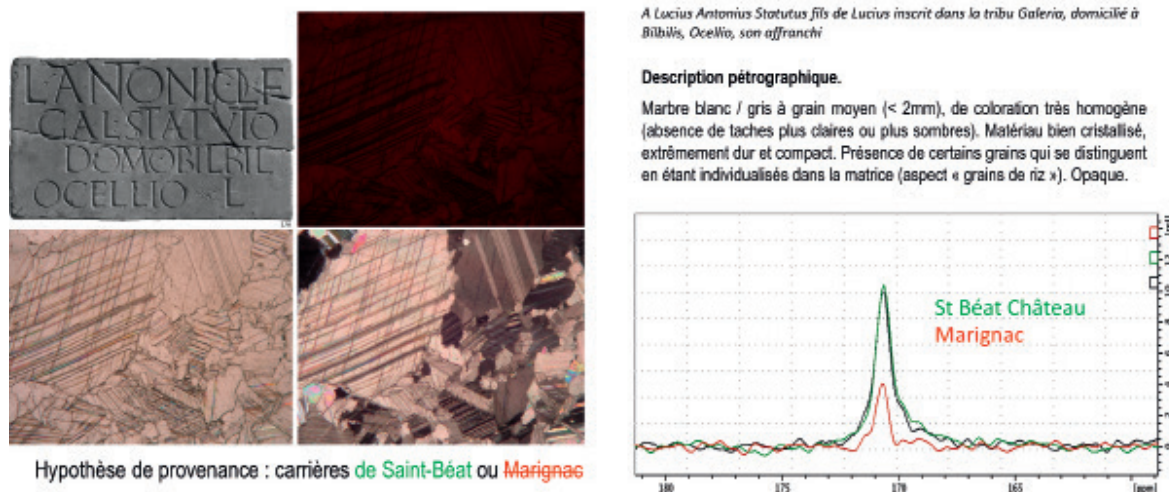 L·ANTONIO·L·F
GAL·STATVTO
DOMO·BILBIL
OCELLIO · L
Hypothèse de provenance : carrières de Saint-Béat ou Marignac
A Lucius Antonius Statutus fils de Lucius inscrit dans la tribu Galeria, domicilié à
Bilbilis, Ocellio, son affranchi
Description pétrographique.
Marbre blanc / gris à grain moyen (< 2mm), de coloration très homogène
(absence de taches plus claires ou plus sombres). Matériau bien cristallisé,
extrêmement dur et compact. Présence de certains grains qui se distinguent
en étant individualisés dans la matrice (aspect « grains de riz »). Opaque.
St Béat Château
Marignac
180 175 170 165 [ppm]